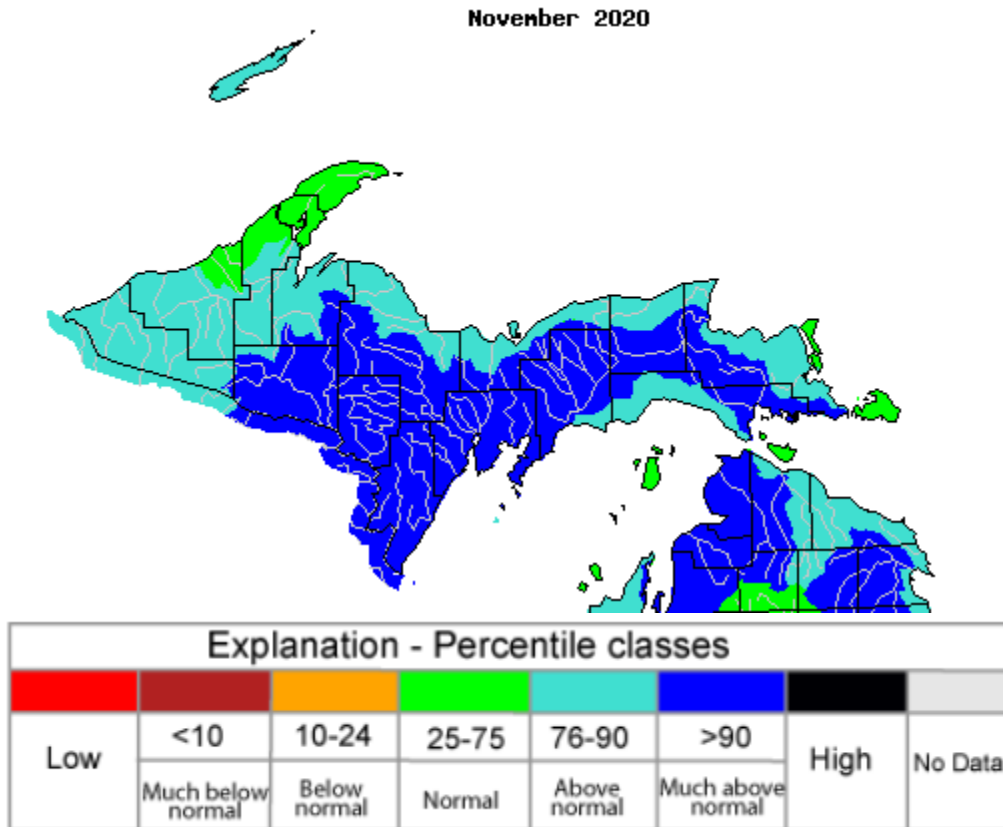 November 2020
Explanation - Percentile classes
Low
<10
10-24
25-75
76-90
>90
High
No Data
Much below
normal
Below
normal
Normal
Above
normal
Much above
normal